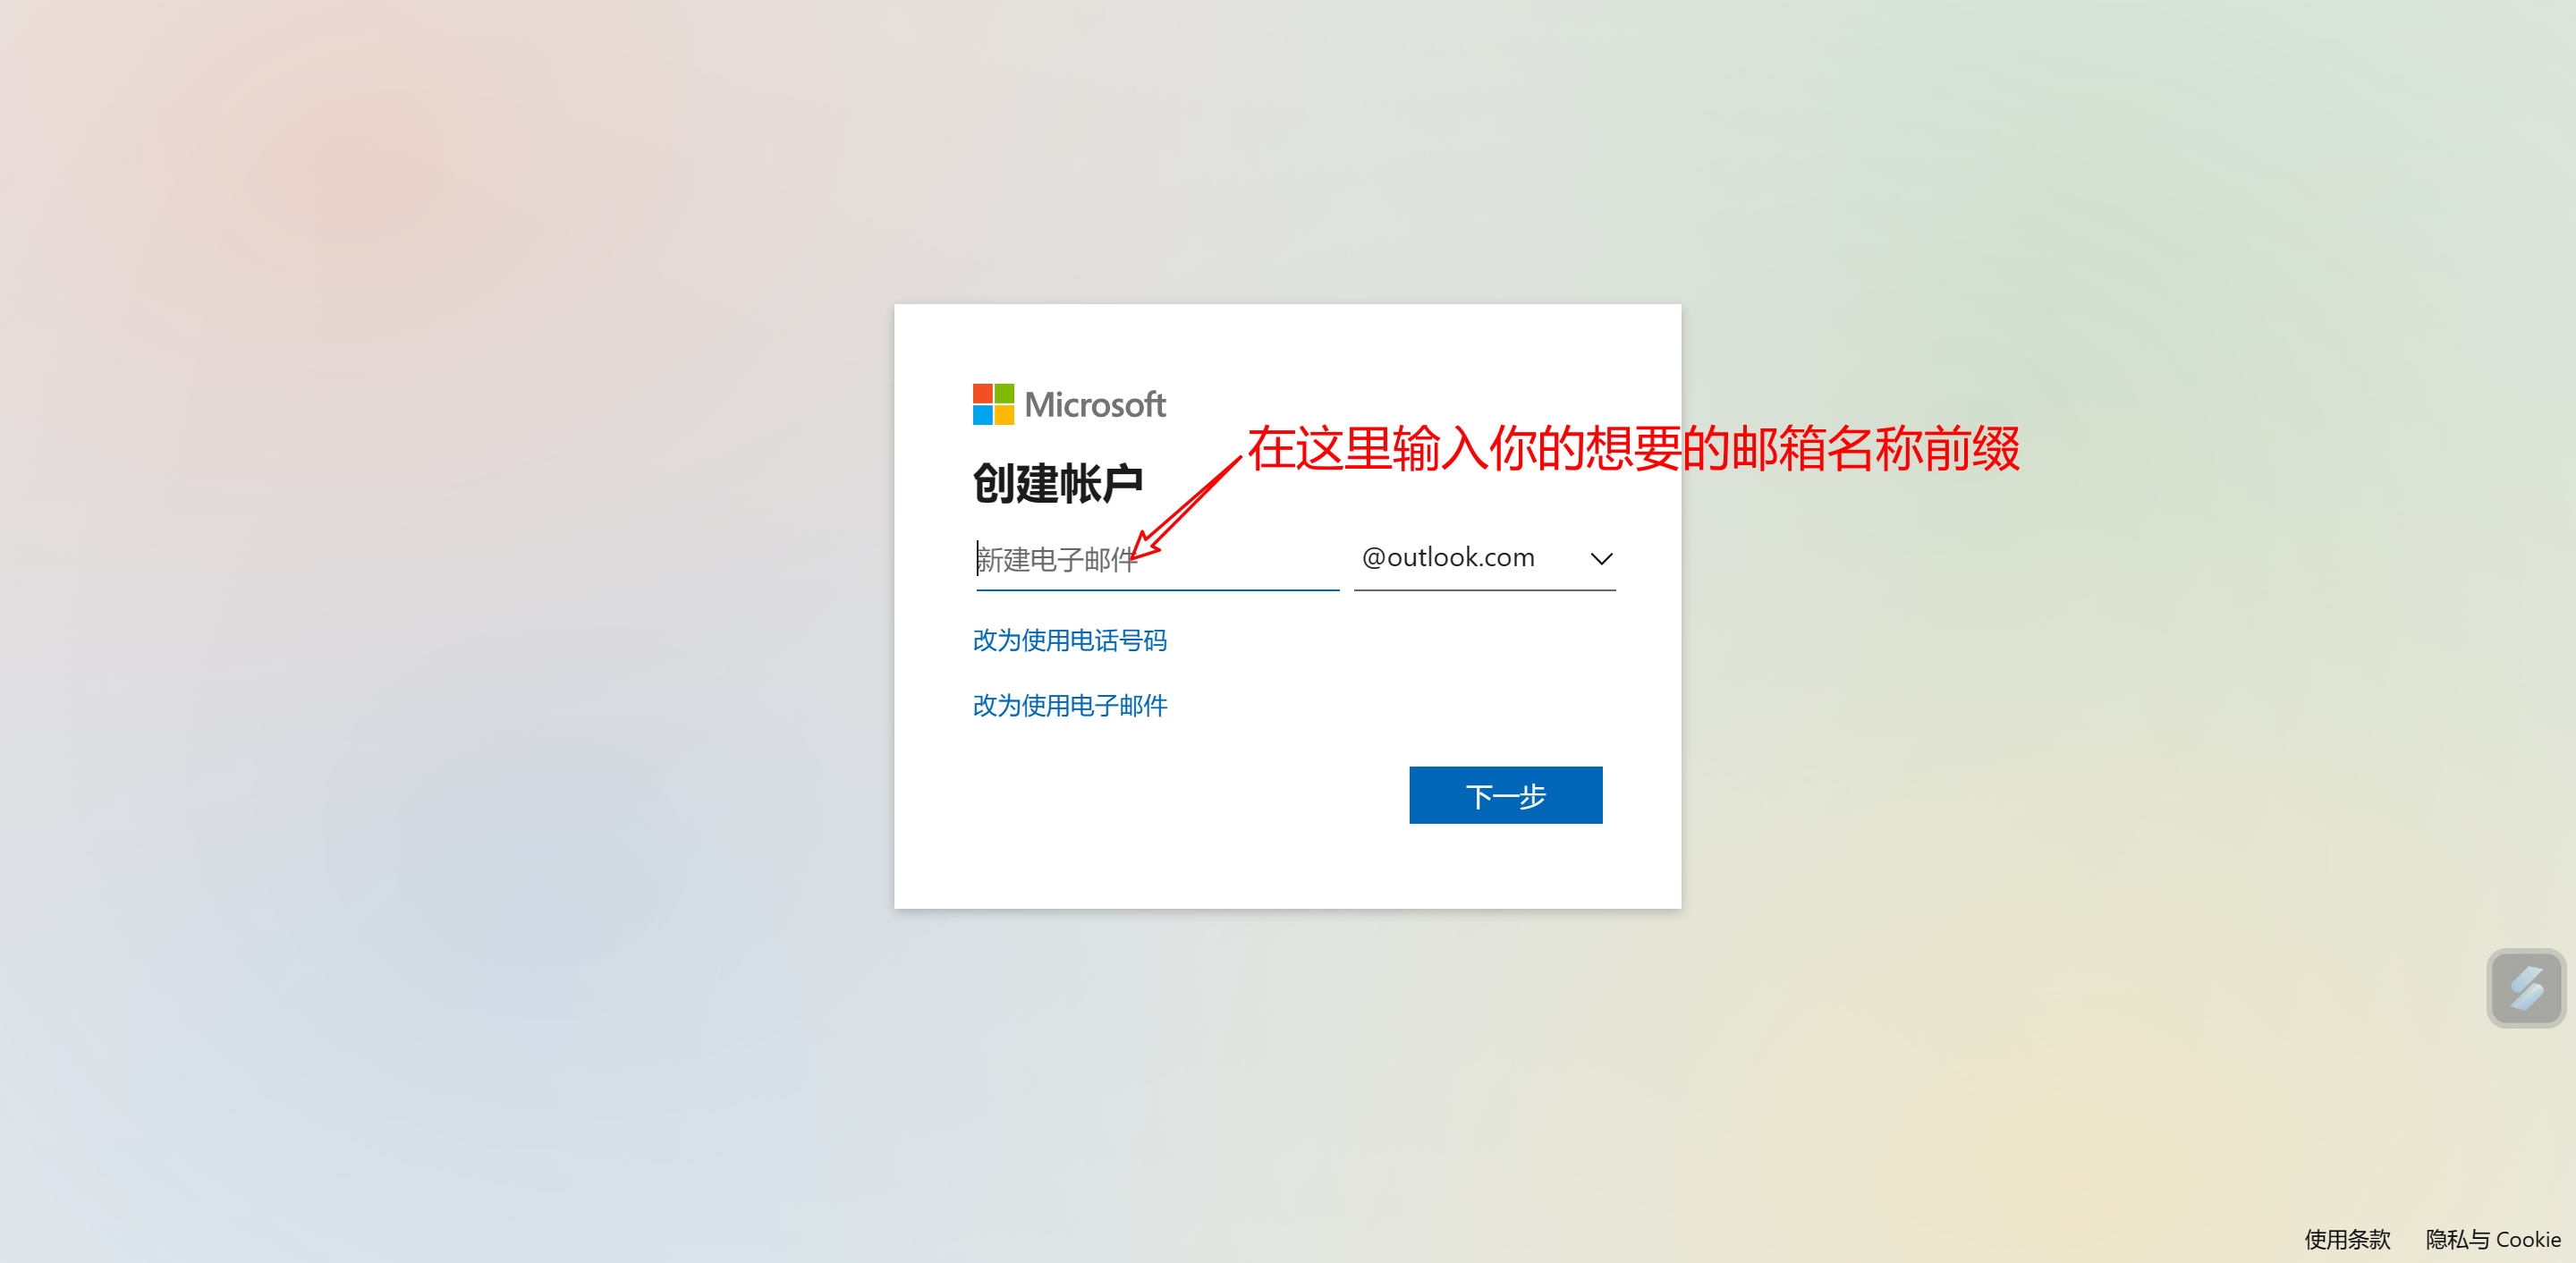 Microsoft
在这里输入你的想要的邮箱名称前缀
创建帐户
新建电子邮件 @outlook.com
改为使用电话号码
改为使用电子邮件
下一步
使用条款 隐私与 Cookie